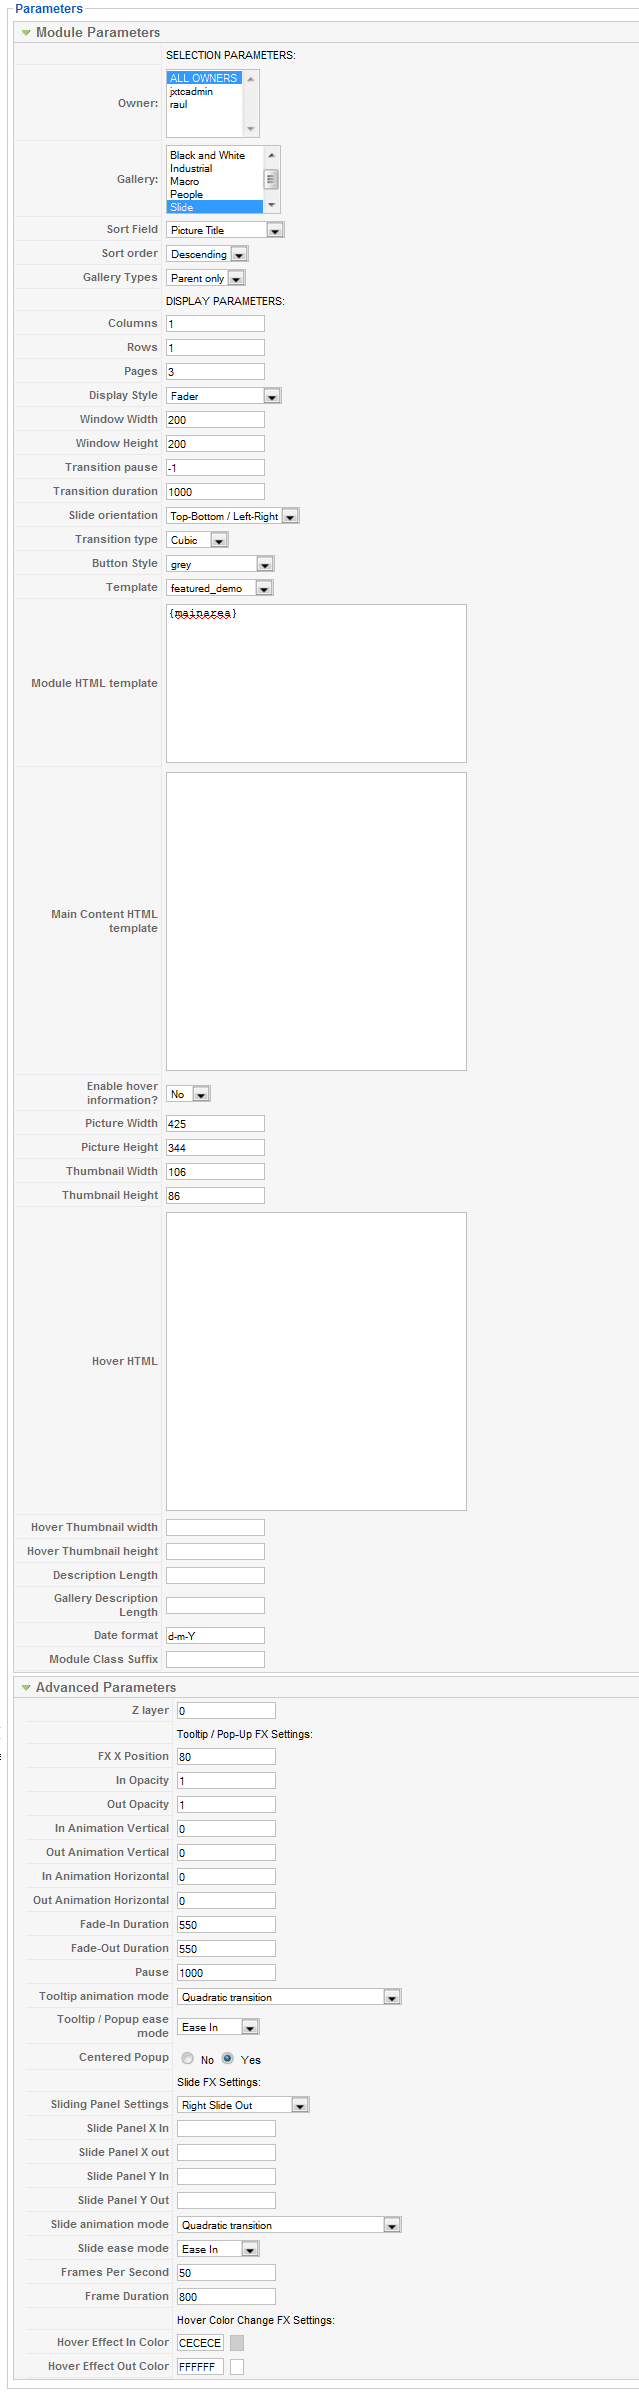 Parameters
Module Parameters
SELECTION PARAMETERS:
Owner:
ALL OWNERS
jxtcadmin
raul
Gallery:
Black and White
Industrial
Macro
People
Slide
Sort Field Picture Title
Sort order Descending
Gallery Types Parent only
DISPLAY PARAMETERS:
Columns 1
Rows 1
Pages 3
Display Style Fader
Window Width 200
Window Height 200
Transition pause -1
Transition duration 1000
Slide orientation Top-Bottom / Left-Right
Transition type Cubic
Button Style grey
Template featured_demo
{mainarea}
Module HTML template
Main Content HTML
template
Enable hover
information? No
Picture Width 425
Picture Height 344
Thumbnail Width 106
Thumbnail Height 86
Hover HTML
Hover Thumbnail width
Hover Thumbnail height
Description Length
Gallery Description
Length
Date format d-m-Y
Module Class Suffix
Advanced Parameters
Z layer 0
Tooltip / Pop-Up FX Settings:
FX X Position 80
In Opacity 1
Out Opacity 1
In Animation Vertical 0
Out Animation Vertical 0
In Animation Horizontal 0
Out Animation Horizontal 0
Fade-In Duration 550
Fade-Out Duration 550
Pause 1000
Tooltip animation mode Quadratic transition
Tooltip / Popup ease
mode Ease In
Centered Popup No Yes
Slide FX Settings:
Sliding Panel Settings Right Slide Out
Slide Panel X In
Slide Panel X out
Slide Panel Y In
Slide Panel Y Out
Slide animation mode Quadratic transition
Slide ease mode Ease In
Frames Per Second 50
Frame Duration 800
Hover Color Change FX Settings:
Hover Effect In Color CECECE
Hover Effect Out Color FFFFFF